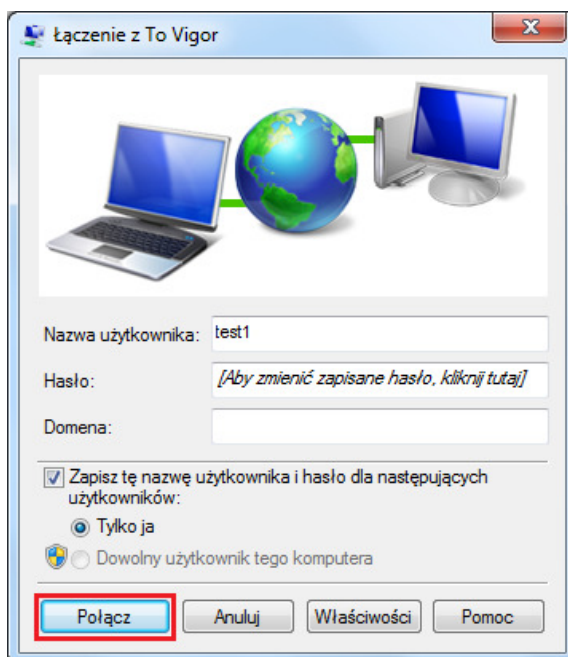 Łączenie z To Vigor
Nazwa użytkownika: test1
Hasło: [Aby zmienić zapisane hasło, kliknij tutaj]
Domena:
Zapisz tę nazwę użytkownika i hasło dla następujących
użytkowników:
Tylko ja
Dowolny użytkownik tego komputera
Połącz Anuluj Właściwości Pomoc